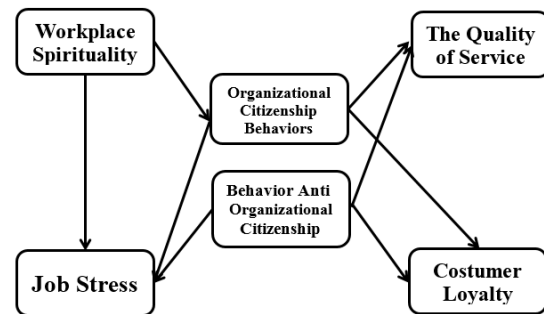 Workplace
Spirituality
The Quality
of Service
Organizational
Citizenship
Behaviors
Behavior Anti
Organizational
Citizenship
Job Stress
Costumer
Loyalty